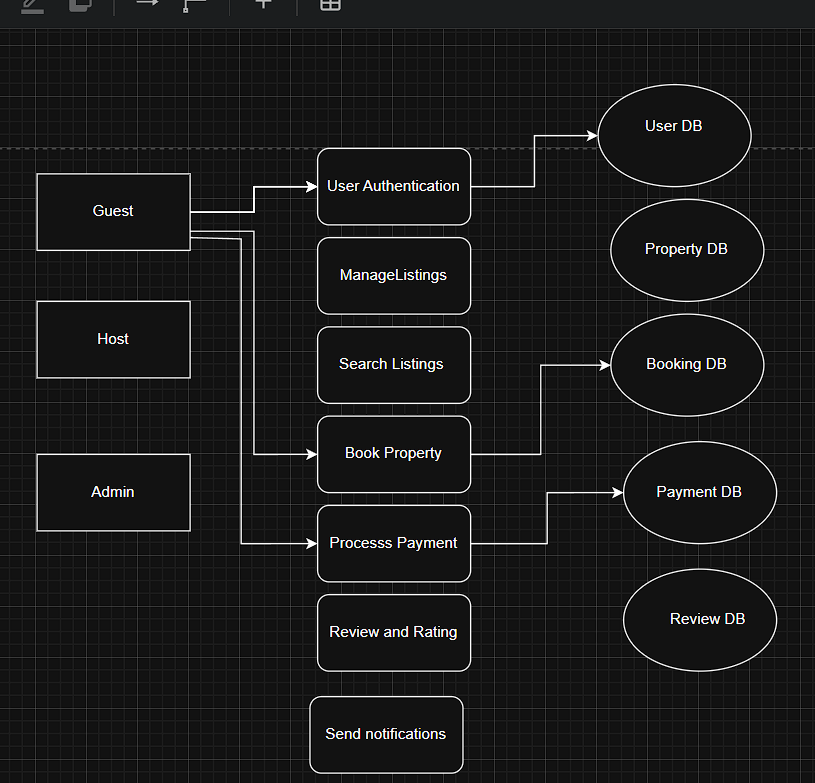 Guest
Host
Admin
User Authentication
ManageListings
Search Listings
Book Property
Processs Payment
Review and Rating
Send notifications
User DB
Property DB
Booking DB
Payment DB
Review DB